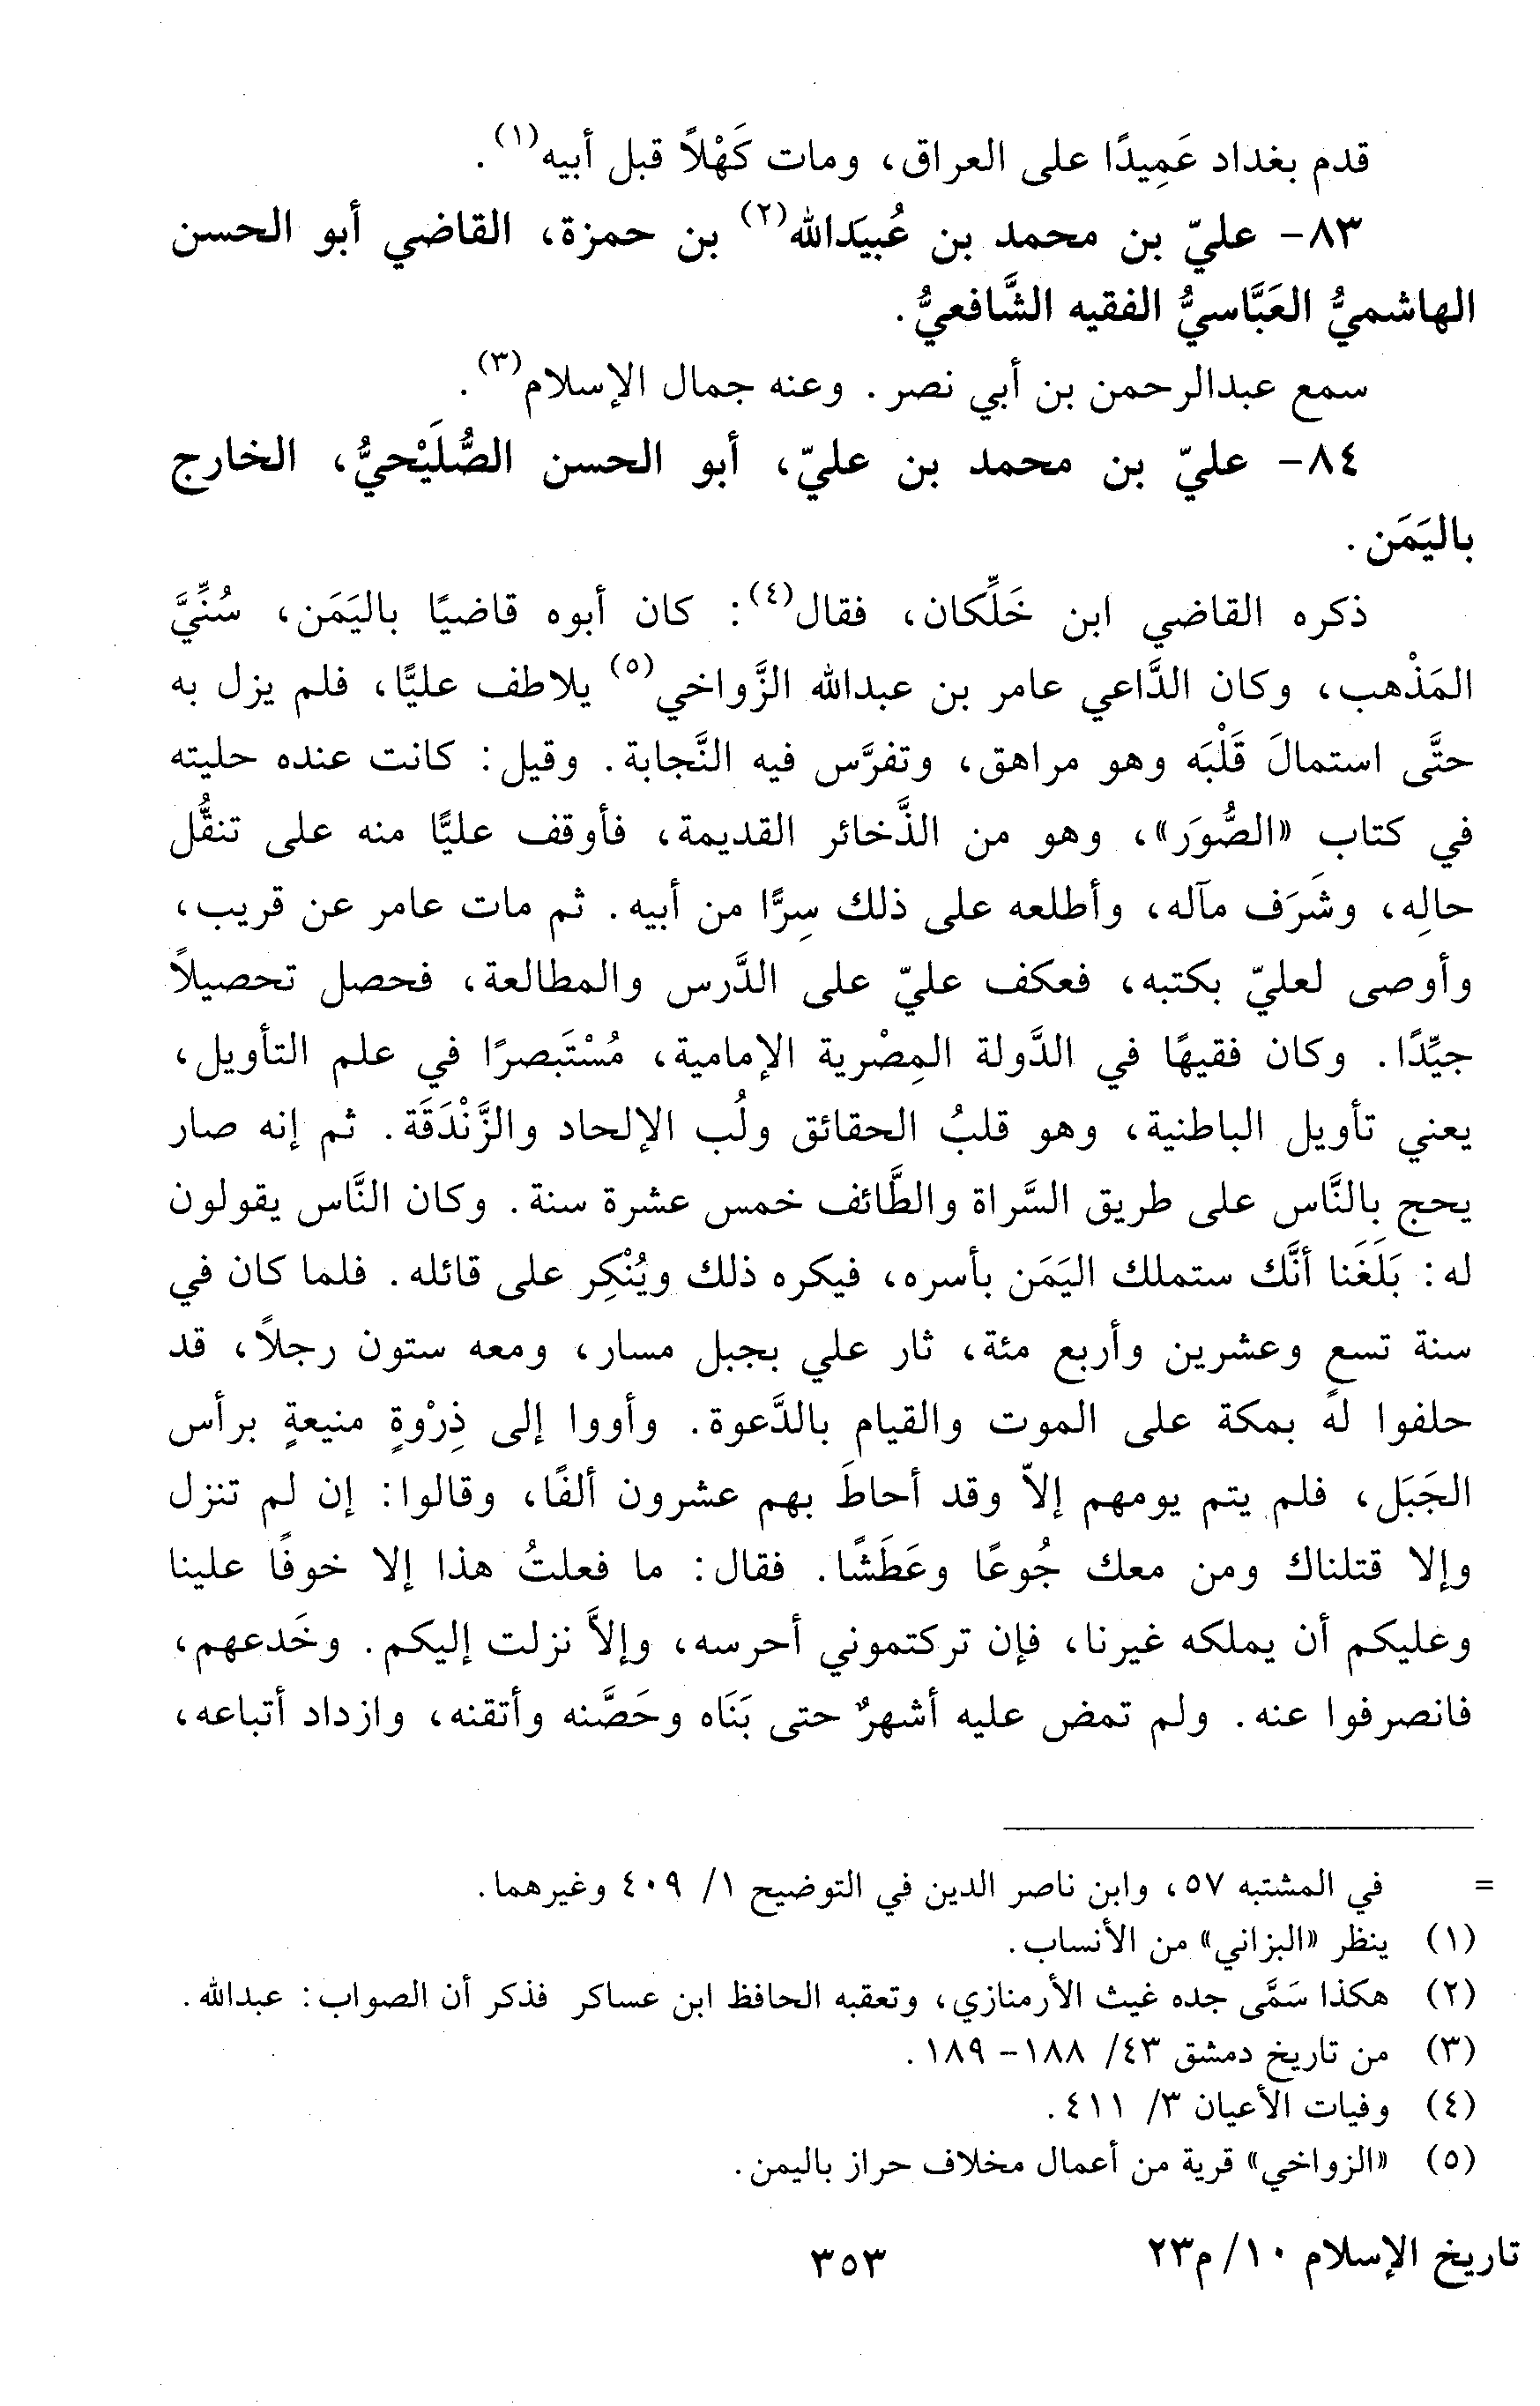 قدم بغداد عَمِيدًا على العراق، ومات كَهْلاً قبل أبيه(١).
٨٣- عليّ بن محمد بن عُبيَدالله(٢) بن حمزة، القاضي أبو الحسن
الهاشميُّ العَبَّاسيُّ الفقيه الشَّافعيُّ.
سمع عبدالرحمن بن أبي نصر. وعنه جمال الإسلام(٣).
٨٤- عليّ بن محمد بن عليّ، أبو الحسن الصُّلَيْحيُّ، الخارج
باليَمَن.
ذكره القاضي ابن خَلِّكان، فقال(٤): كان أبوه قاضيًا باليَمَن، سُنِّيَّ
المَذْهب، وكان الدَّاعي عامر بن عبدالله الزَّواخي(٥) يلاطف عليًّا، فلم يزل به
حتَّى استمالَ قَلْبَه وهو مراهق، وتفرَّس فيه النَّجابة. وقيل: كانت عنده حليته
في كتاب «الصُّوَر»، وهو من الذَّخائر القديمة، فأوقف عليًّا منه على تنقُّل
حالِه، وشَرَف مآله، وأطلعه على ذلك سِرًّا من أبيه. ثم مات عامر عن قريب،
وأوصى لعليّ بكتبه، فعكف عليّ على الدَّرس والمطالعة، فحصل تحصيلاً
جيِّدًا. وكان فقيهًا في الدَّولة المِصْرية الإمامية، مُسْتَبصرًا في علم التأويل،
يعني تأويل الباطنية، وهو قلبُ الحقائق ولُب الإلحاد والزَّنْدَقَة. ثم إنه صار
يحج بالنَّاس على طريق السَّراة والطَّائف خمس عشرة سنة. وكان النَّاس يقولون
له: بَلَغَنا أنَّك ستملك اليَمَن بأسره، فيكره ذلك ويُنْكِر على قائله. فلما كان في
سنة تسعٍ وعشرين وأربع مئة، ثار علي بجبل مسار، ومعه ستون رجلاً، قد
حلفوا له بمكة على الموت والقيام بالدَّعوة. وأووا إلى ذِرْوةٍ منيعةٍ برأس
الجَبَل، فلم يتم يومهم إلاّ وقد أحاطَ بهم عشرون ألفًا، وقالوا: إن لم تنزل
وإلا قتلناك ومن معك جُوعًا وعَطَشًا. فقال: ما فعلتُ هذا إلا خوفًا علينا
وعليكم أن يملكه غيرنا، فإن تركتموني أحرسه، وإلاَّ نزلت إليكم. وخَدعهم،
فانصرفوا عنه. ولم تمض عليه أشهرٌ حتى بَنَاه وحَصَّنه وأتقنه، وازداد أتباعه،
= في المشتبه ٥٧، وابن ناصر الدين في التوضيح ١/ ٤٠٩ وغيرهما.
(١) ينظر «البزاني» من الأنساب.
(٢) هكذا سَمَّى جده غيث الأرمنازي، وتعقبه الحافظ ابن عساكر فذكر أن الصواب: عبدالله.
(٣) من تاريخ دمشق ٤٣/ ١٨٨- ١٨٩.
(٤) وفيات الأعيان ٣/ ٤١١.
(٥) «الزواخي» قرية من أعمال مخلاف حراز باليمن.
تاريخ الإسلام ١٠/ م٢٣ ٣٥٣